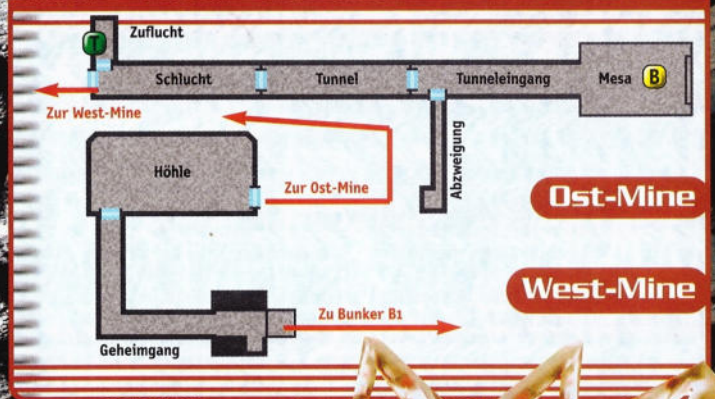 Zuflucht
T
Schlucht
Tunnel
Tunneleingang
Mesa
B
Zur West-Mine
Abzweigung
Höhle
Zur Ost-Mine
Ost-Mine
West-Mine
Zu Bunker B1
Geheimgang